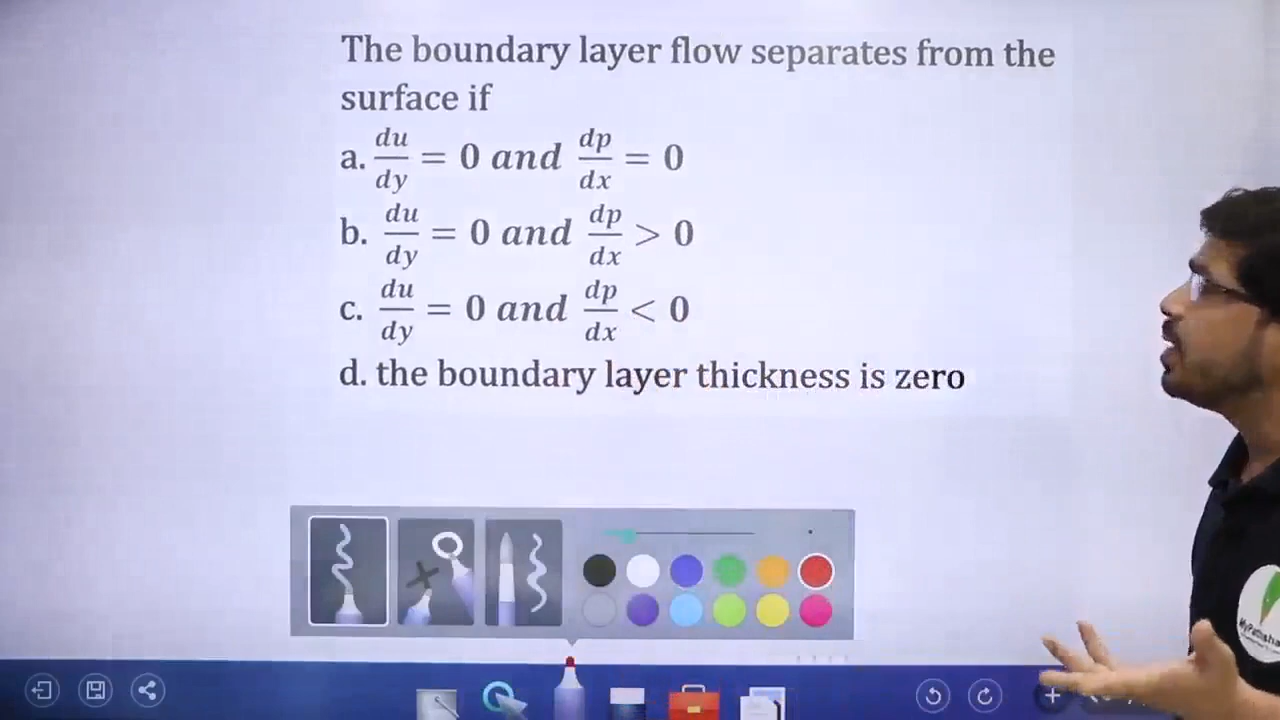 The boundary layer flow separates from the
surface if
a. du/dy = 0 and dp/dx = 0
b. du/dy = 0 and dp/dx > 0
c. du/dy = 0 and dp/dx < 0
d. the boundary layer thickness is zero